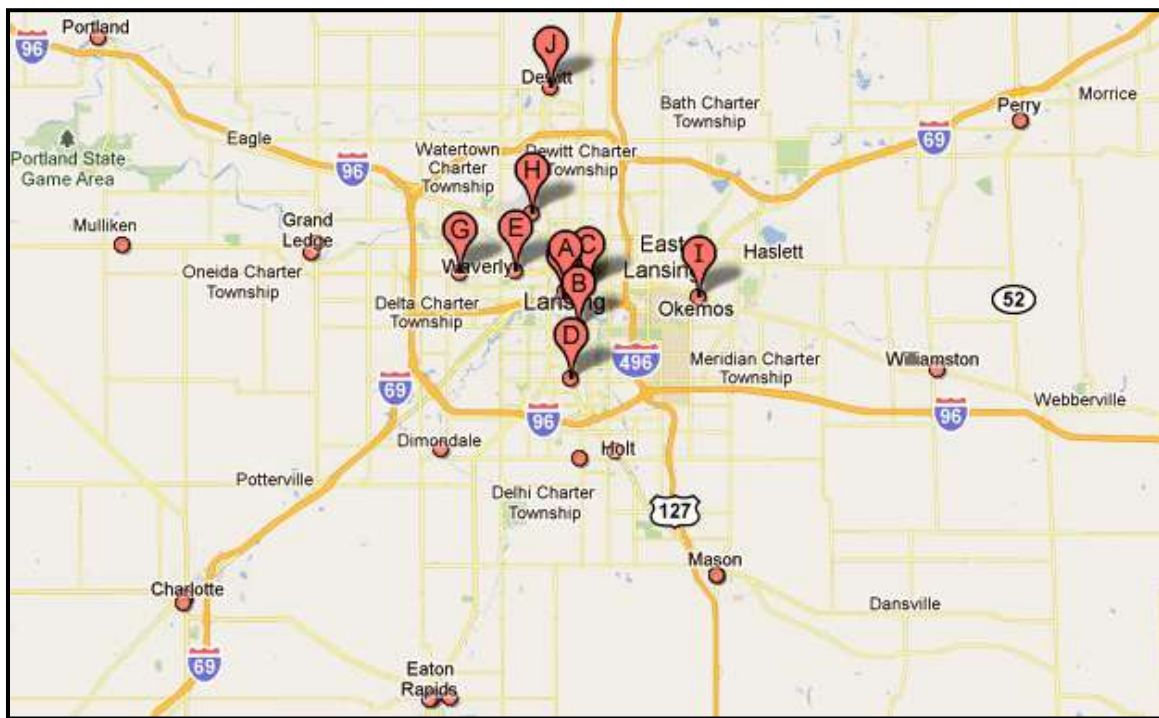 Portland
96
J
Dewitt
Bath Charter
Township
Perry
Morrice
69
Eagle
Portland State
Game Area
96
Watertown
Charter
Township
Dewitt Charter
Township
H
Mulliken
Grand
Ledge
G
E
A
C
East
Lansing
I
Haslett
Waverly
Oneida Charter
Township
B
Lansing
Okemos
52
Delta Charter
Township
D
496
Meridian Charter
Township
Williamston
69
96
Webberville
96
Dimondale
Holt
Potterville
Delhi Charter
Township
127
Mason
Charlotte
Dansville
69
Eaton
Rapids